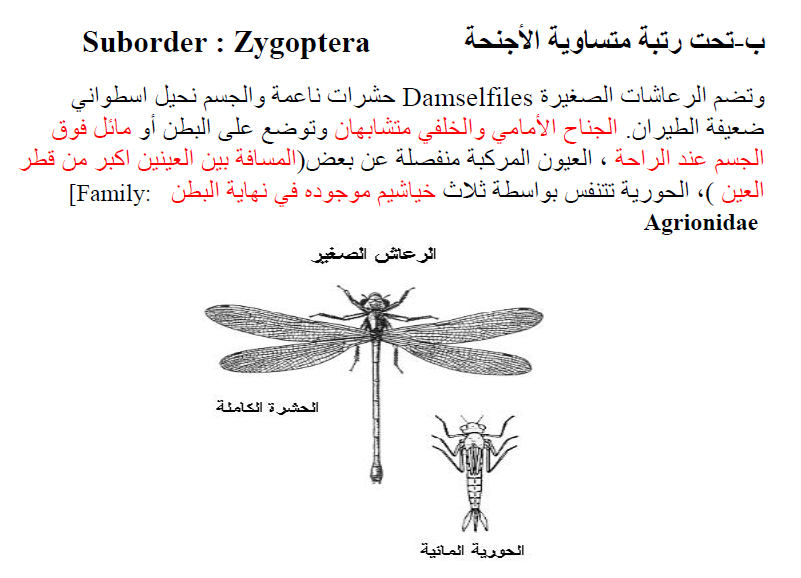 ب-تحت رتبة متساوية الأجنحة Suborder : Zygoptera
وتضم الرعاشات الصغيرة Damselfiles حشرات ناعمة والجسم نحيل اسطواني
ضعيفة الطيران. الجناح الأمامي والخلفي متشابهان وتوضع على البطن أو مائل فوق
الجسم عند الراحة ، العيون المركبة منفصلة عن بعض(المسافة بين العينين اكبر من قطر
العين )، الحورية تتنفس بواسطة ثلاث خياشيم موجوده في نهاية البطن [Family:
Agrionidae
الرعاش الصغير
الحشرة الكاملة
الحورية المائية